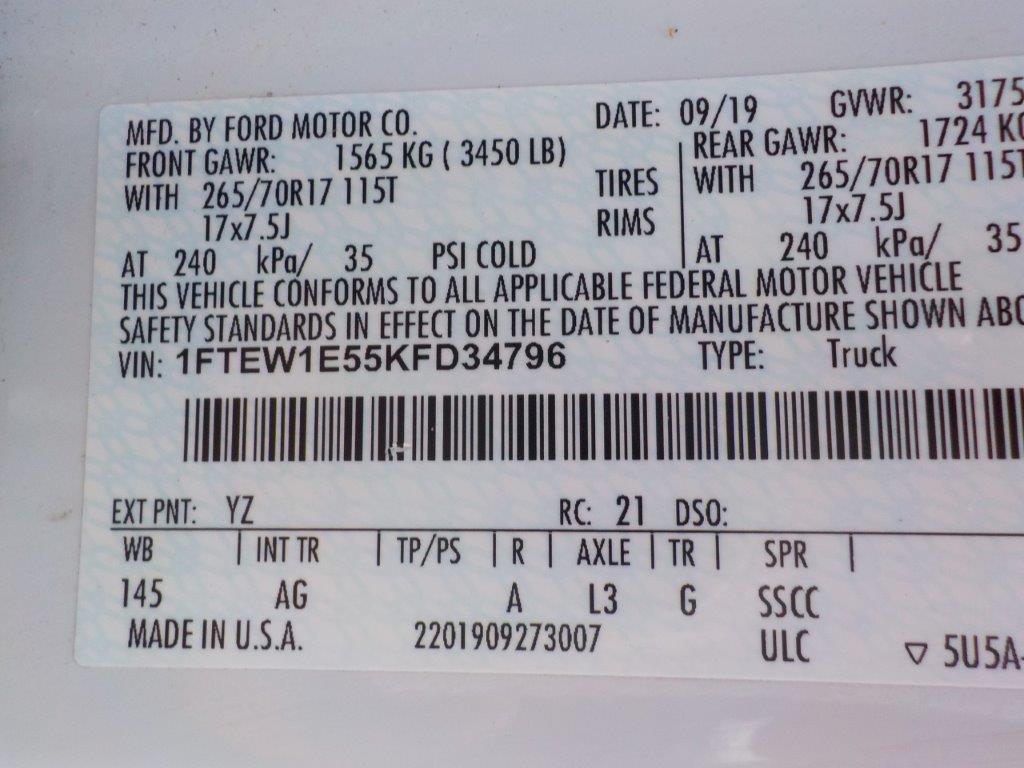 MFD. BY FORD MOTOR CO. DATE: 09/19 GVWR: 3175
FRONT GAWR: 1565 KG ( 3450 LB) REAR GAWR: 1724 KG
WITH 265/70R17 115T TIRES WITH 265/70R17 115T
17x7.5J RIMS 17x7.5J
AT 240 kPa/ 35 PSI COLD AT 240 kPa/ 35
THIS VEHICLE CONFORMS TO ALL APPLICABLE FEDERAL MOTOR VEHICLE
SAFETY STANDARDS IN EFFECT ON THE DATE OF MANUFACTURE SHOWN ABO
VIN: 1FTEW1E55KFD34796 TYPE: Truck
EXT PNT: YZ RC: 21 DSO:
WB | INT TR | TP/PS | R | AXLE | TR | SPR |
145 AG A L3 G SSCC
MADE IN U.S.A. 2201909273007 ULC ▽ 5U5A-